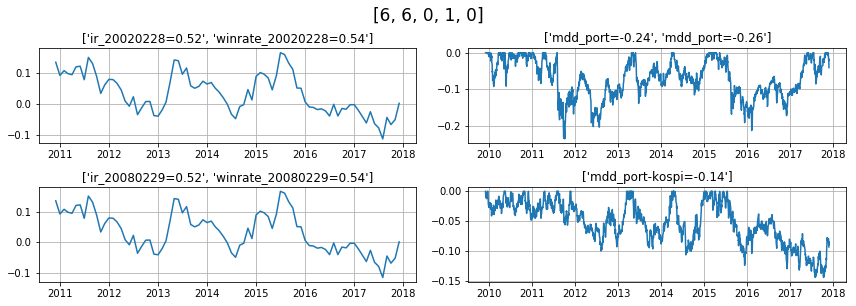 [6, 6, 0, 1, 0]
['ir_20020228=0.52', 'winrate_20020228=0.54']
0.1
0.0
−0.1
2011 2012 2013 2014 2015 2016 2017 2018
['mdd_port=-0.24', 'mdd_port=-0.26']
0.0
−0.1
−0.2
2010 2011 2012 2013 2014 2015 2016 2017 2018
['ir_20080229=0.52', 'winrate_20080229=0.54']
0.1
0.0
−0.1
2011 2012 2013 2014 2015 2016 2017 2018
['mdd_port-kospi=-0.14']
0.00
−0.05
−0.10
−0.15
2010 2011 2012 2013 2014 2015 2016 2017 2018